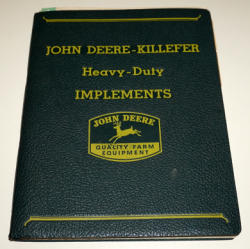 JOHN DEERE-KILLEFER
Heavy-Duty
IMPLEMENTS
JOHN DEERE
QUALITY FARM
EQUIPMENT